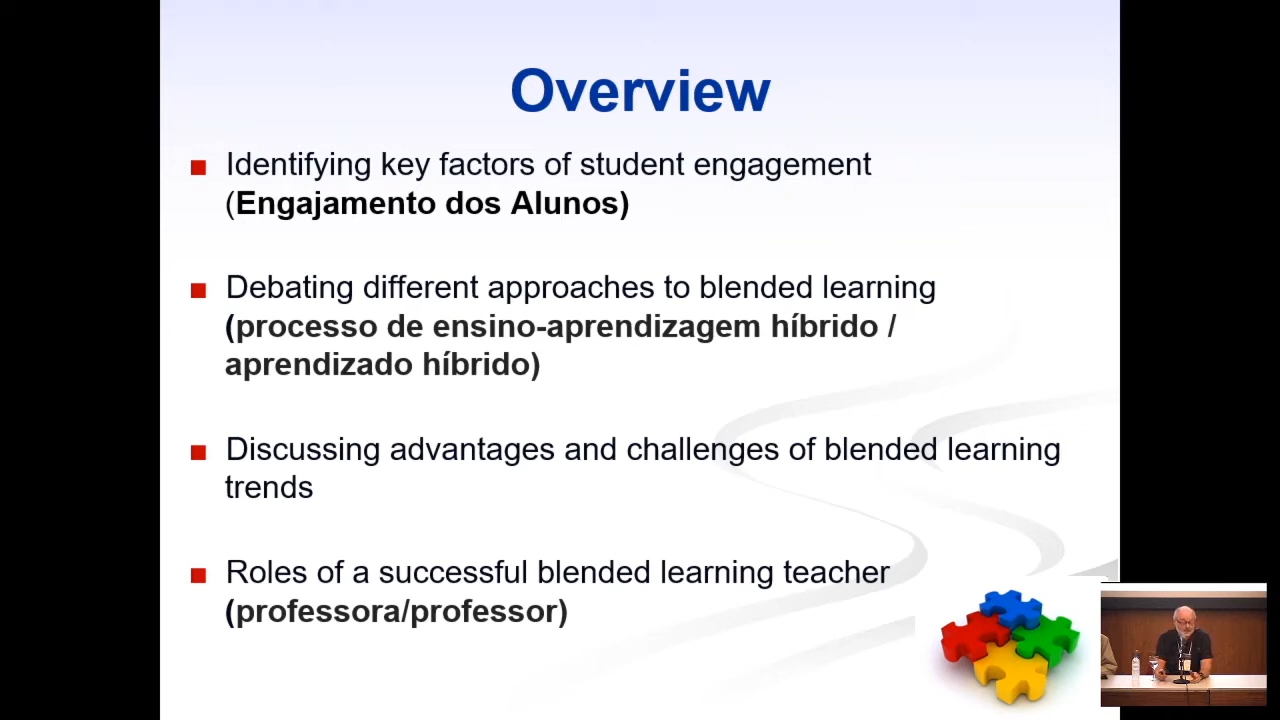 Overview
Identifying key factors of student engagement
(Engajamento dos Alunos)
Debating different approaches to blended learning
(processo de ensino-aprendizagem híbrido /
aprendizado híbrido)
Discussing advantages and challenges of blended learning
trends
Roles of a successful blended learning teacher
(professora/professor)